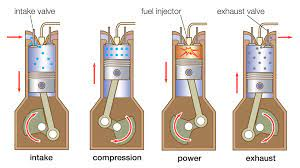 intake valve
fuel injector
exhaust valve
intake
compression
power
exhaust